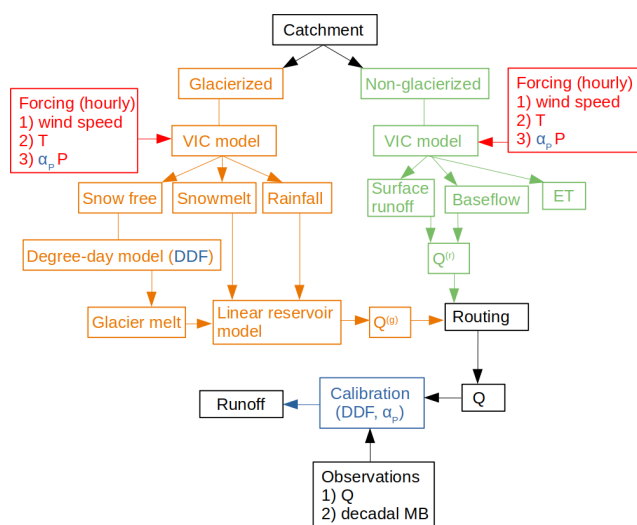 Catchment
Glacierized
Non-glacierized
Forcing (hourly)
1) wind speed
2) T
3) αₚ P
Forcing (hourly)
1) wind speed
2) T
3) αₚ P
VIC model
VIC model
Snow free
Snowmelt
Rainfall
Surface
runoff
Baseflow
ET
Degree-day model (DDF)
Q⁽ʳ⁾
Glacier melt
Linear reservoir
model
Q⁽ᵍ⁾
Routing
Runoff
Calibration
(DDF, αₚ)
Q
Observations
1) Q
2) decadal MB